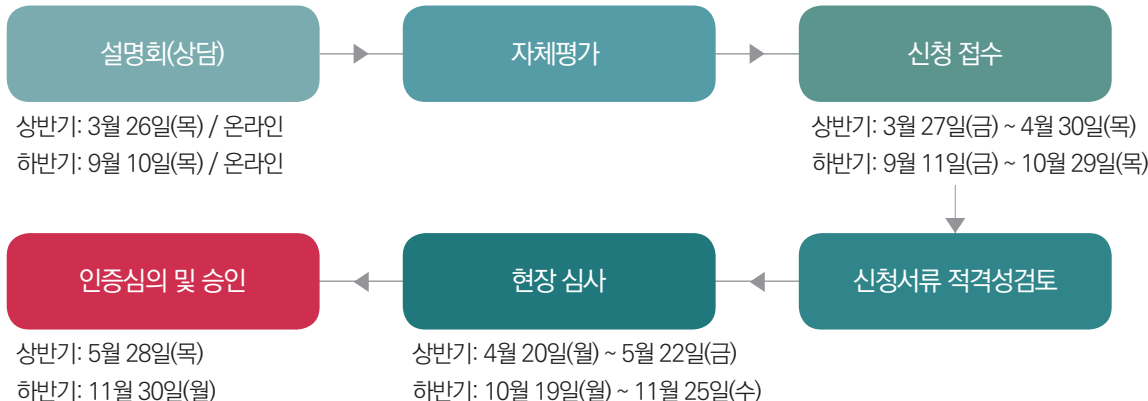 설명회(상담)
자체평가
신청 접수
상반기: 3월 26일(목) / 온라인
하반기: 9월 10일(목) / 온라인
상반기: 3월 27일(금) ~ 4월 30일(목)
하반기: 9월 11일(금) ~ 10월 29일(목)
신청서류 적격성검토
현장 심사
인증심의 및 승인
상반기: 4월 20일(월) ~ 5월 22일(금)
하반기: 10월 19일(월) ~ 11월 25일(수)
상반기: 5월 28일(목)
하반기: 11월 30일(월)